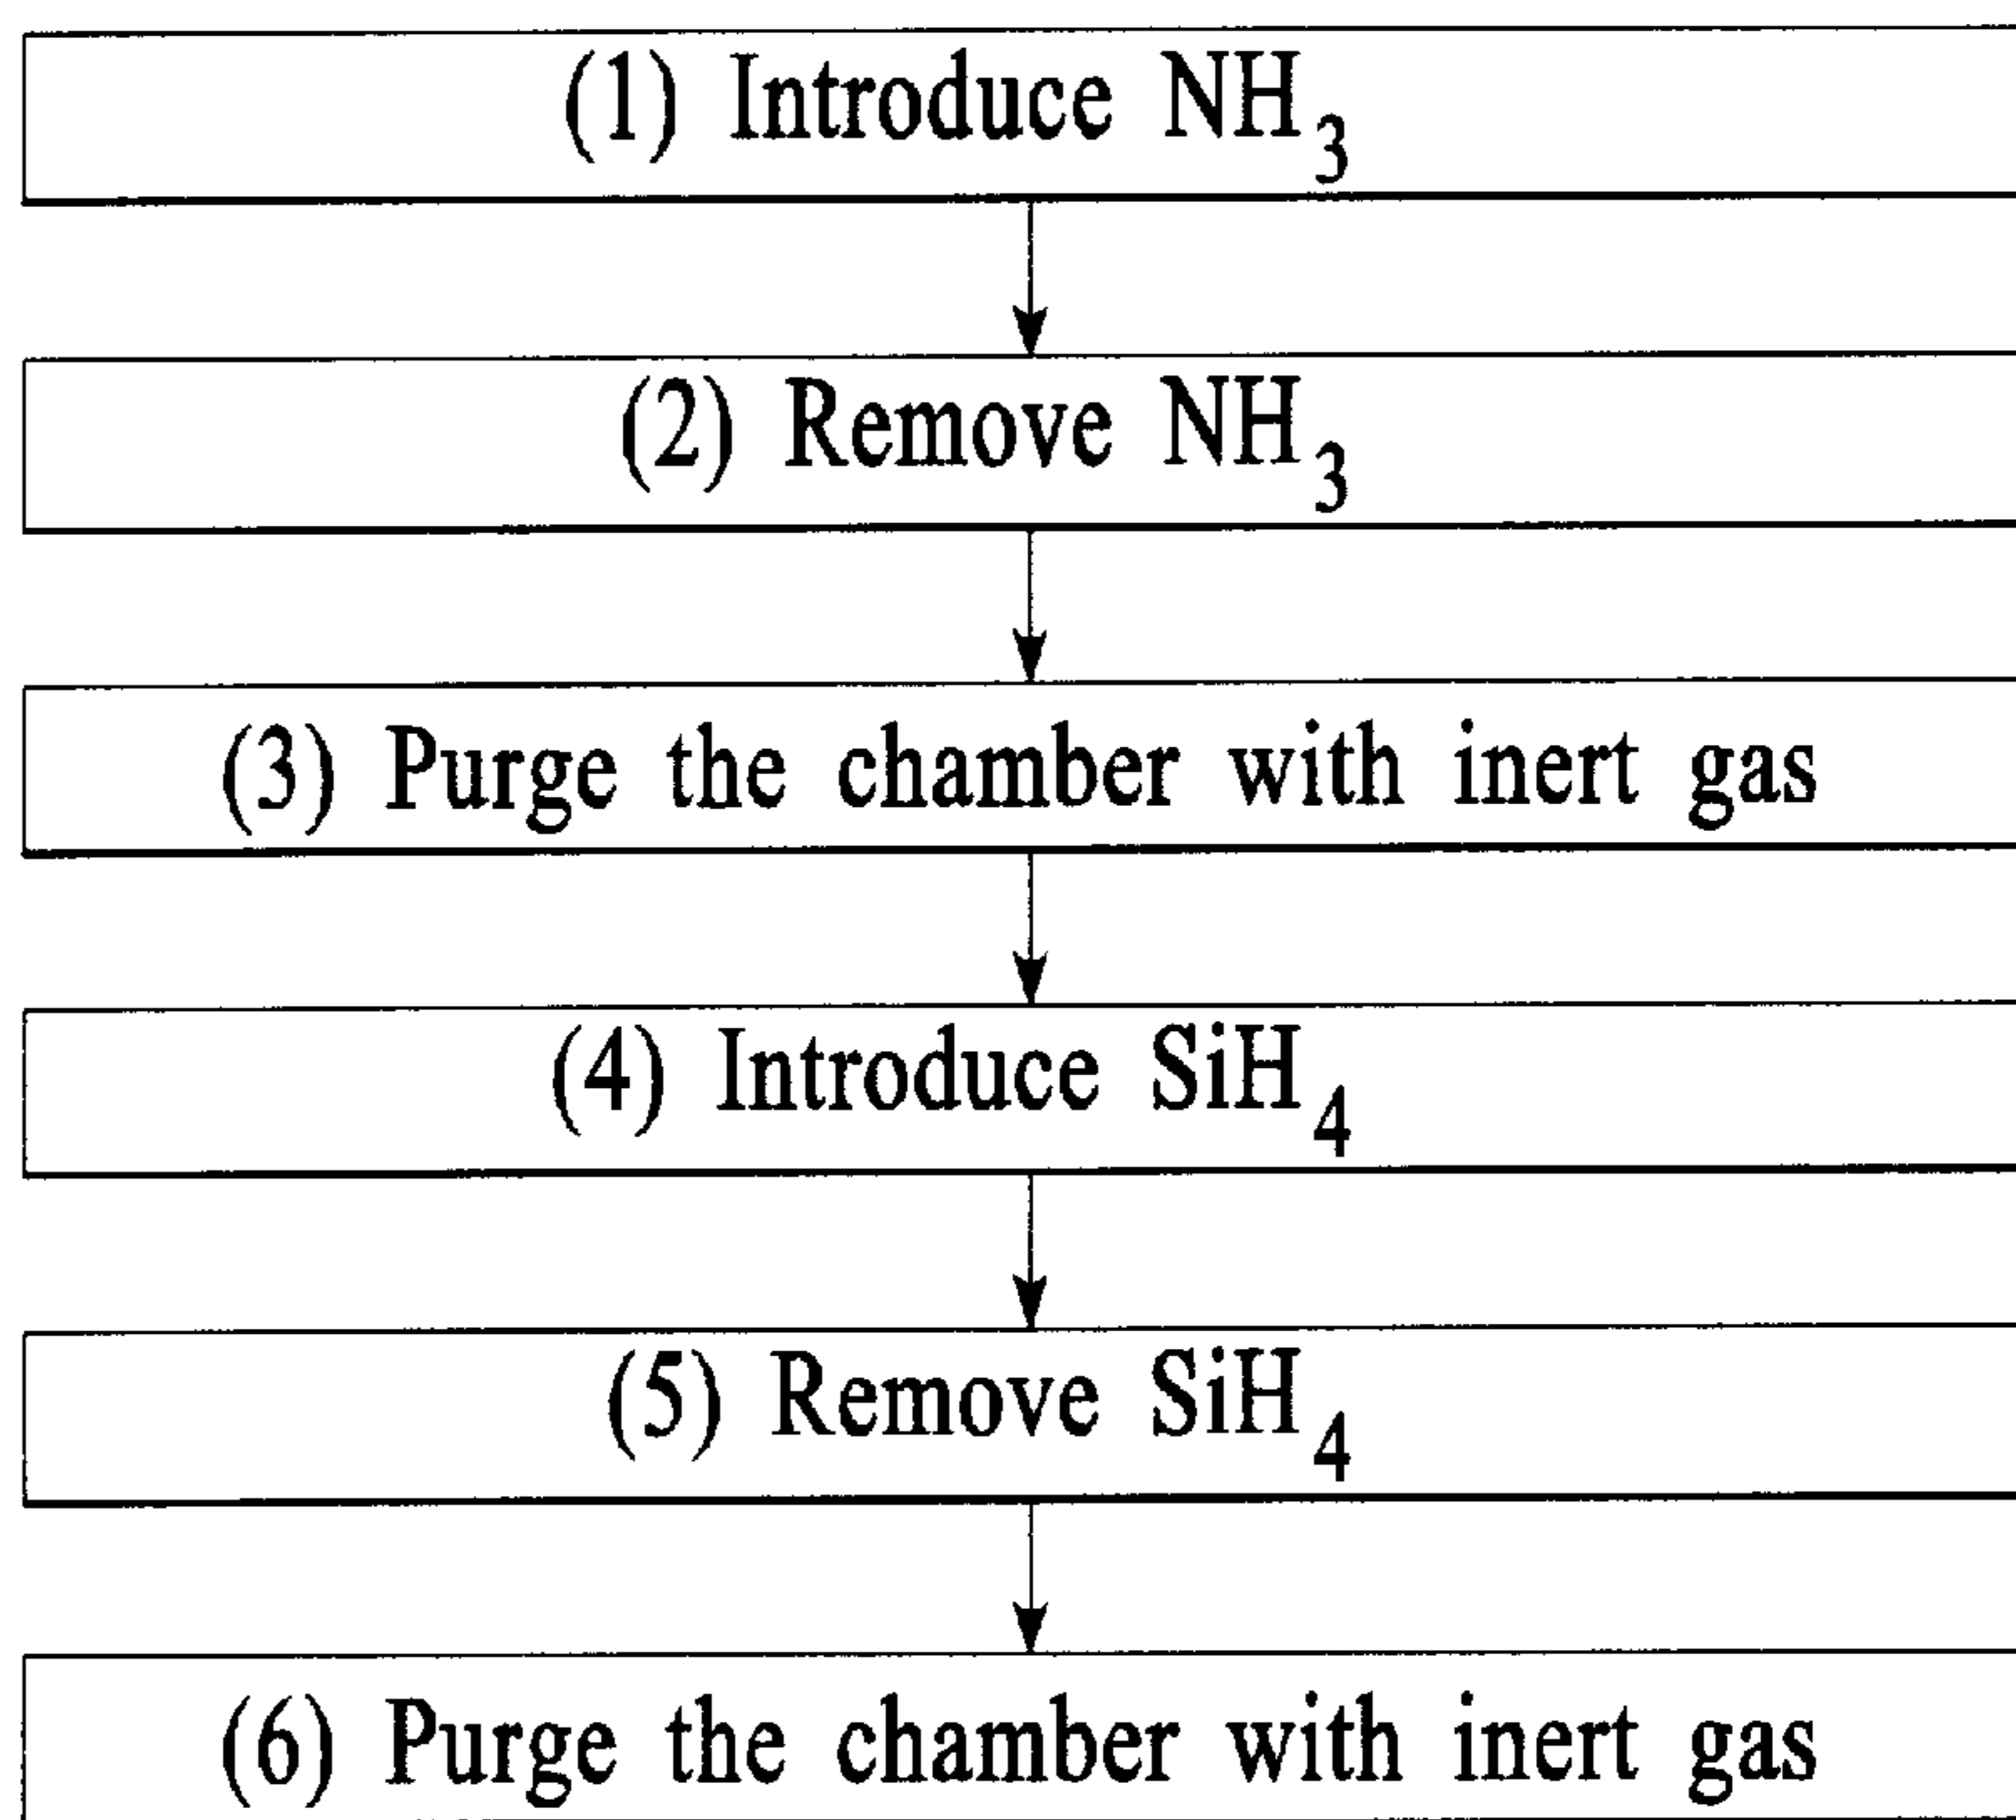 (1) Introduce NH3
(2) Remove NH3
(3) Purge the chamber with inert gas
(4) Introduce SiH4
(5) Remove SiH4
(6) Purge the chamber with inert gas